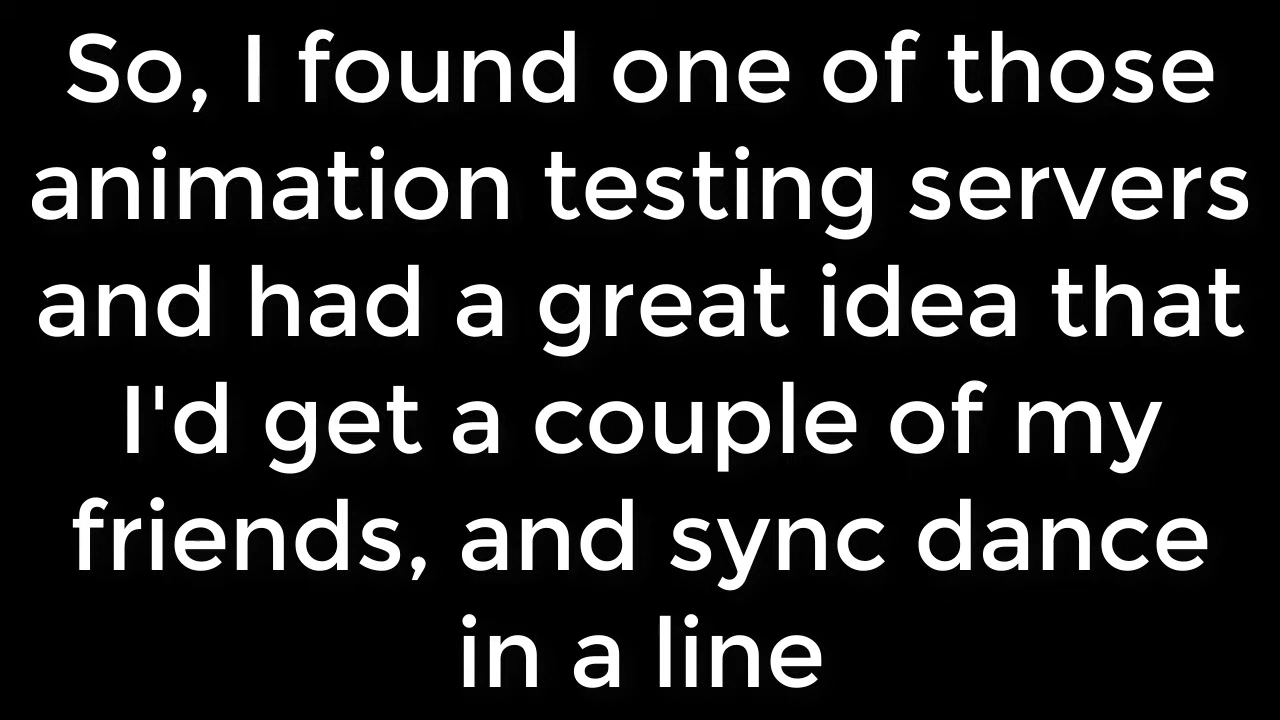 So, I found one of those
animation testing servers
and had a great idea that
I'd get a couple of my
friends, and sync dance
in a line